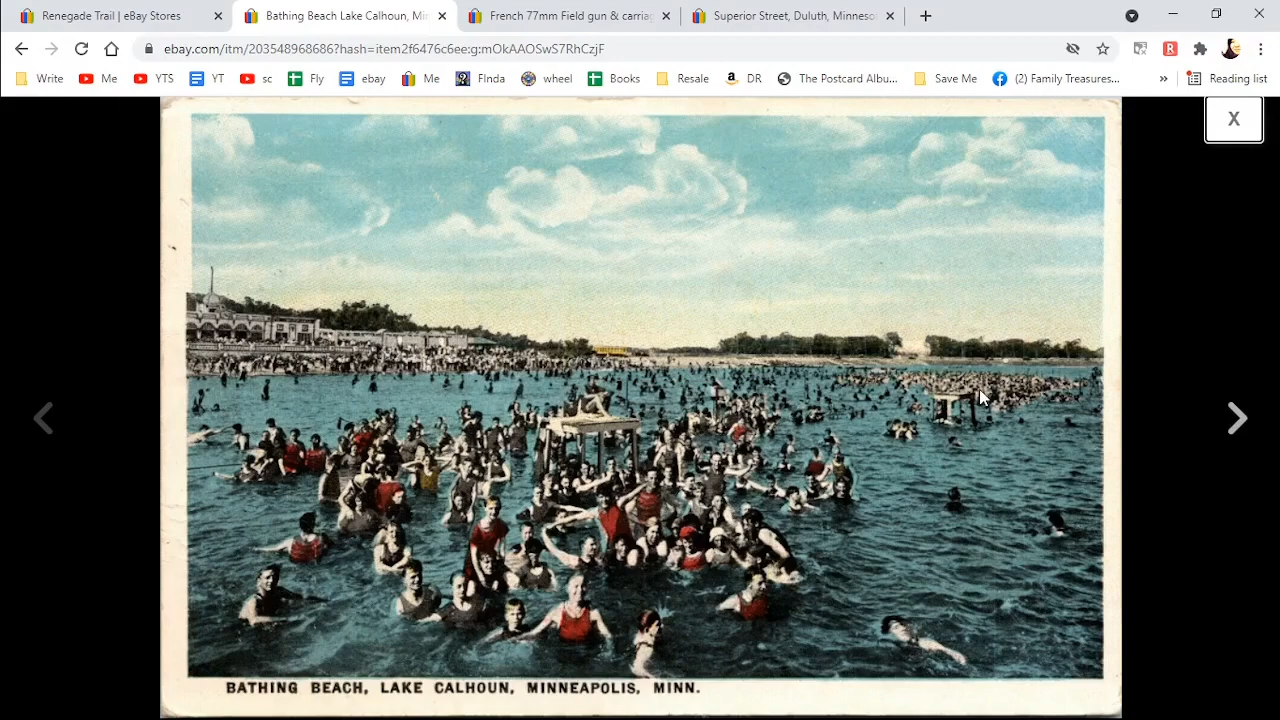 Renegade Trail | eBay Stores
Bathing Beach Lake Calhoun, Mi
French 77mm Field gun & carria
Superior Street, Duluth, Minneso
ebay.com/itm/203548968686?hash=item2f6476c6ee:g:mOkAAOSwS7RhCzjF
R
Write
Me
YTS
YT
sc
Fly
ebay
Me
Finda
wheel
Books
Resale
a
DR
The Postcard Albu...
Save Me
(2) Family Treasures...
»
Reading list
X
BATHING BEACH, LAKE CALHOUN, MINNEAPOLIS, MINN.